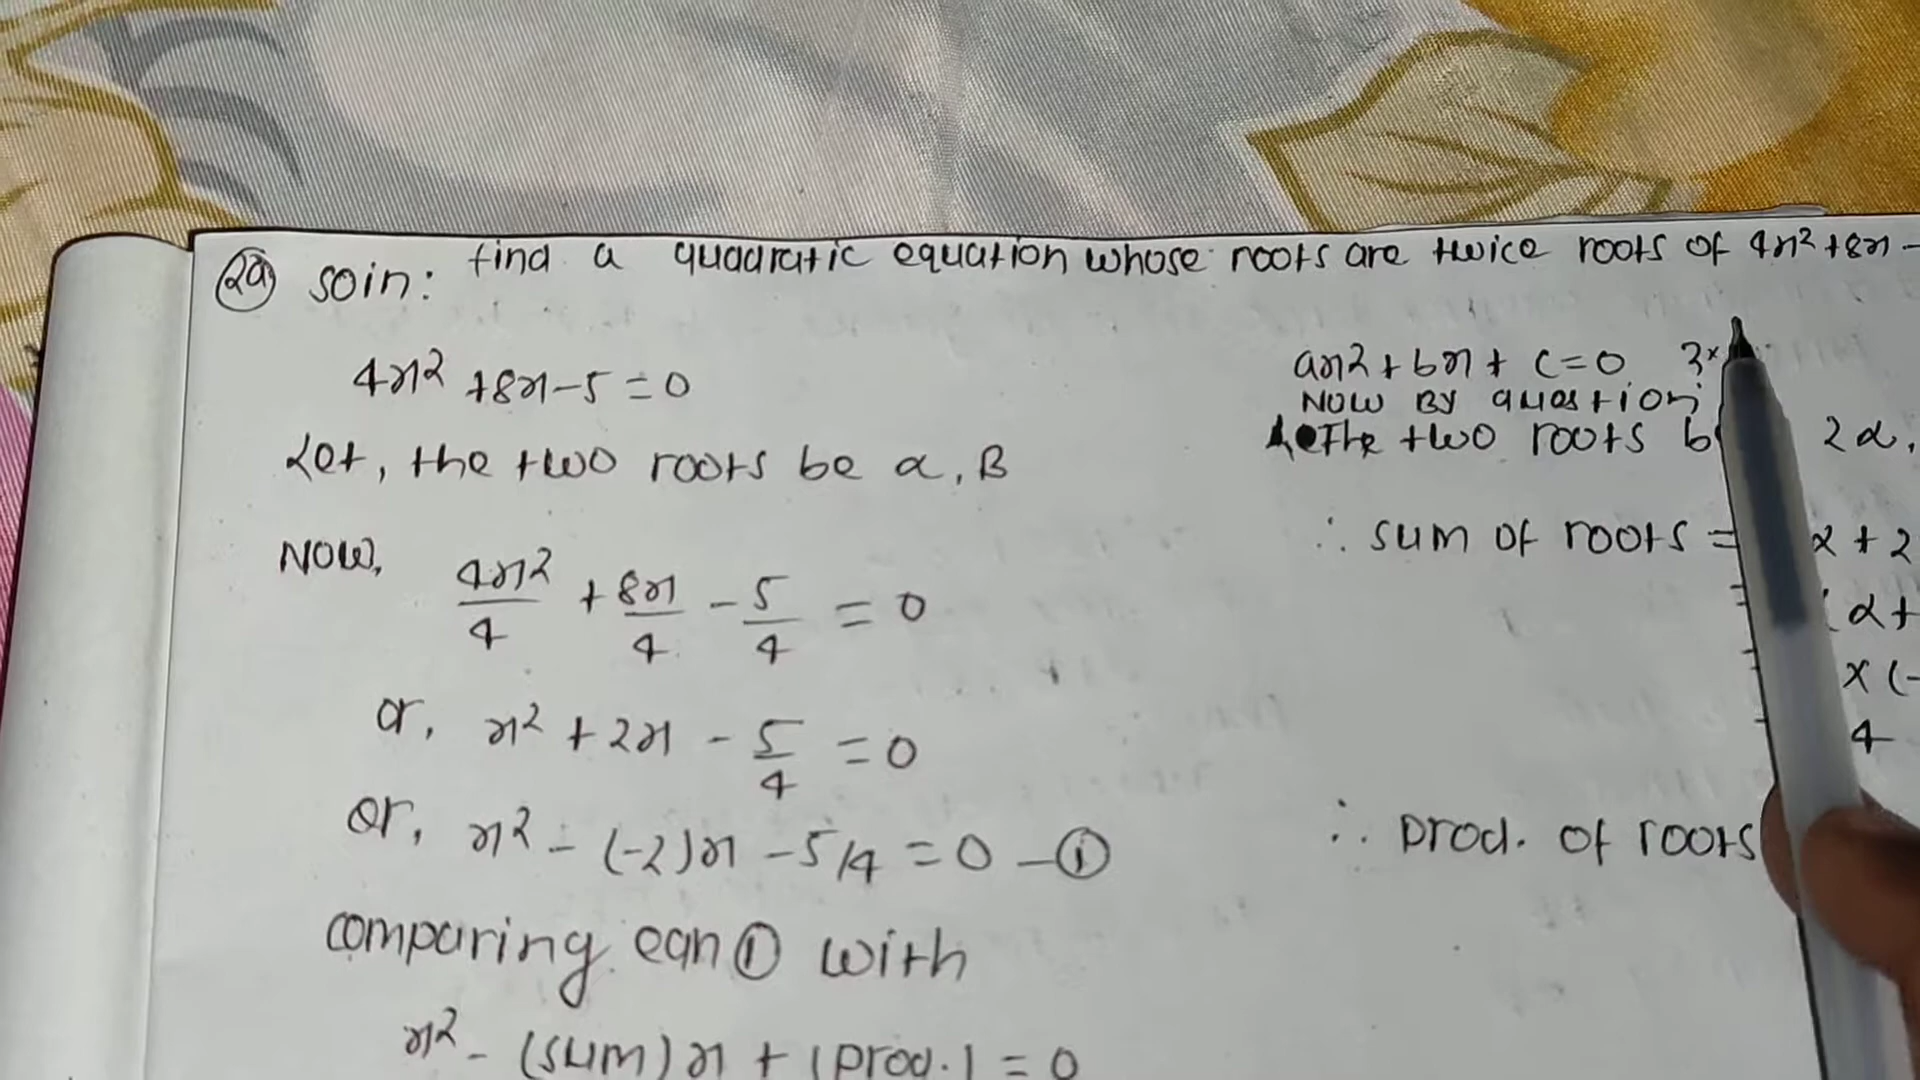 2a) Soln: find a quadratic equation whose roots are twice roots of 4x² + 8x -
4x² + 8x - 5 = 0
Let, the two roots be α, β
Now, 4x²/4 + 8x/4 - 5/4 = 0
or, x² + 2x - 5/4 = 0
or, x² - (-2)x - 5/4 = 0 - ①
comparing eqn ① with
x² - (sum)x + (prod.) = 0
ax2 + bx + c = 0
Now By question
The two roots 2α,
∴ sum of roots = α + 2
(α +
x (-
4
∴ prod. of roots